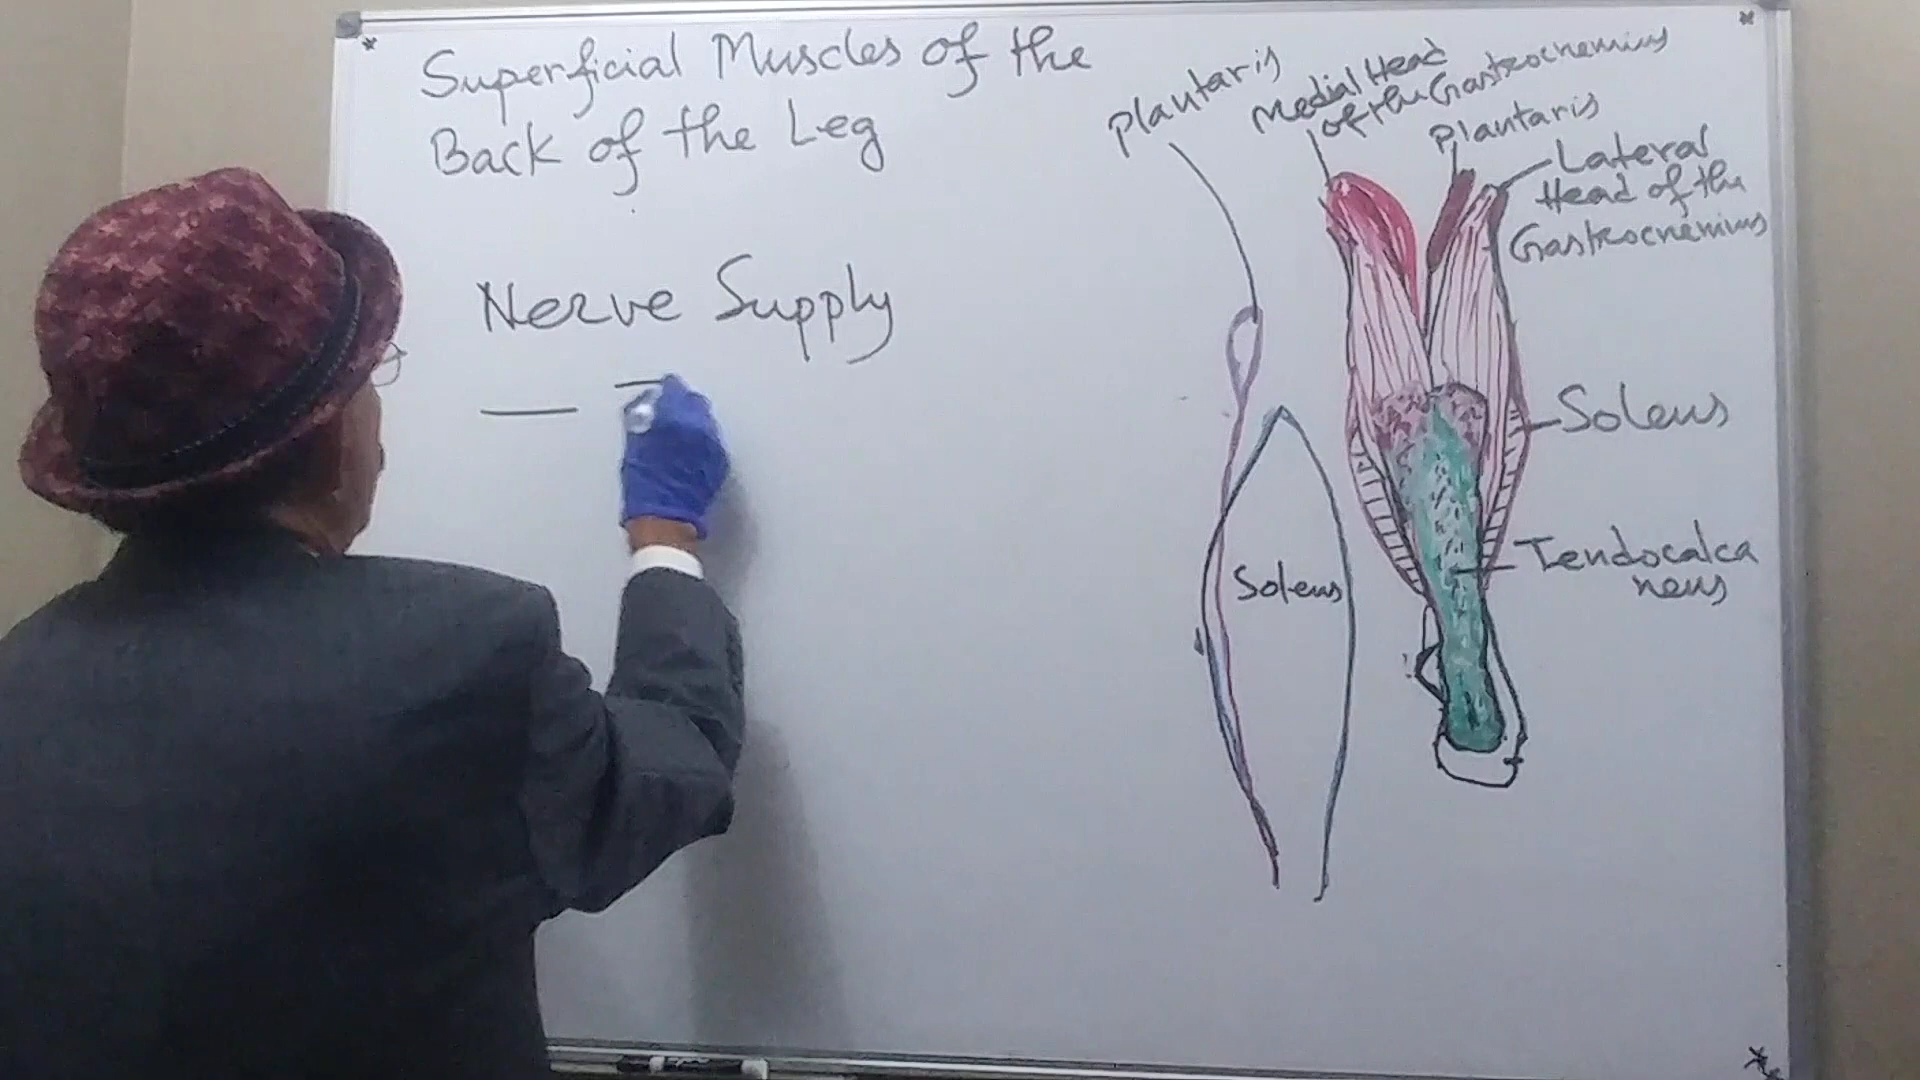 Superficial Muscles of the
Back of the Leg
Nerve Supply
plantaris
Medial Head
of the Gastrocnemius
Plantaris
Lateral
Head of the
Gastrocnemius
Soleus
Soleus
Tendocalca
neus